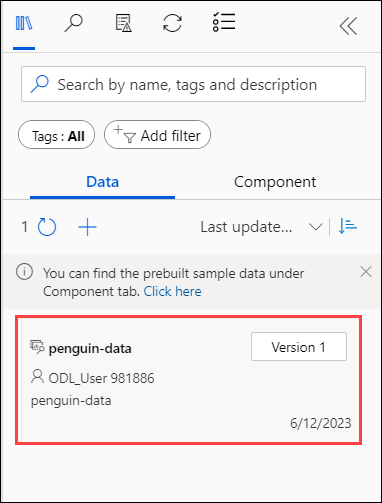 Search by name, tags and description
Tags : All
Add filter
Data Component
1 Last update...
You can find the prebuilt sample data under
Component tab. Click here
penguin-data Version 1
ODL_User 981886
penguin-data
6/12/2023